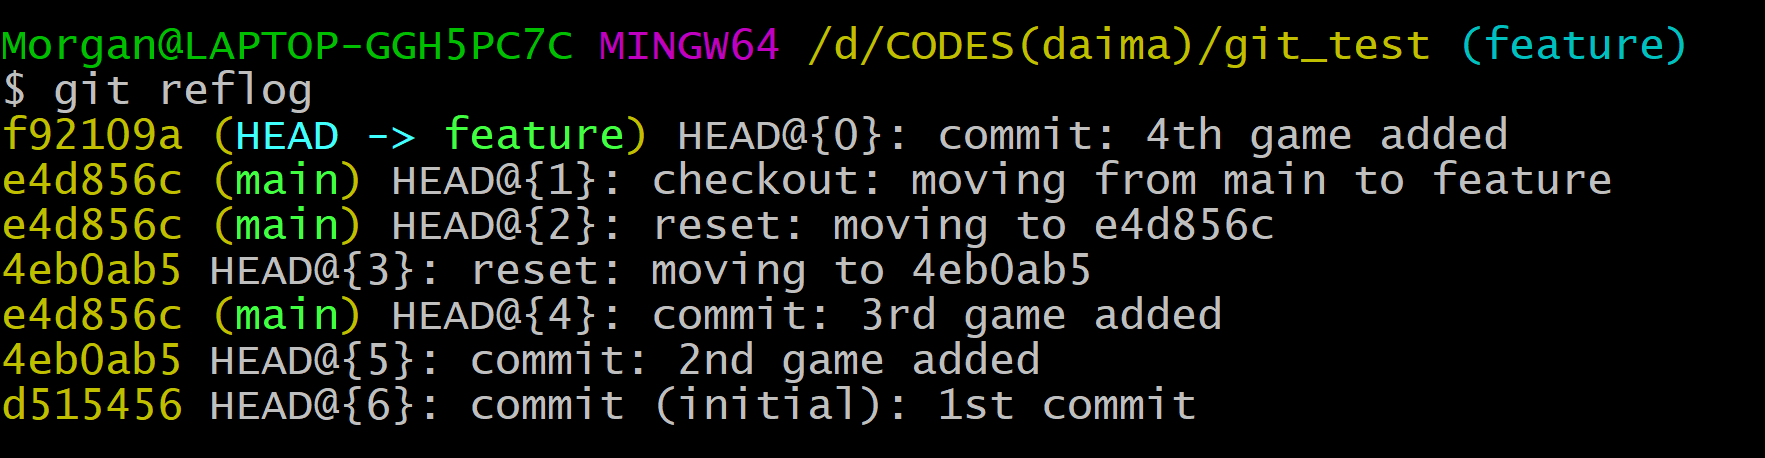 Morgan@LAPTOP-GGH5PC7C MINGW64 /d/CODES(daima)/git_test (feature)
$ git reflog
f92109a (HEAD -> feature) HEAD@{0}: commit: 4th game added
e4d856c (main) HEAD@{1}: checkout: moving from main to feature
e4d856c (main) HEAD@{2}: reset: moving to e4d856c
4eb0ab5 HEAD@{3}: reset: moving to 4eb0ab5
e4d856c (main) HEAD@{4}: commit: 3rd game added
4eb0ab5 HEAD@{5}: commit: 2nd game added
d515456 HEAD@{6}: commit (initial): 1st commit